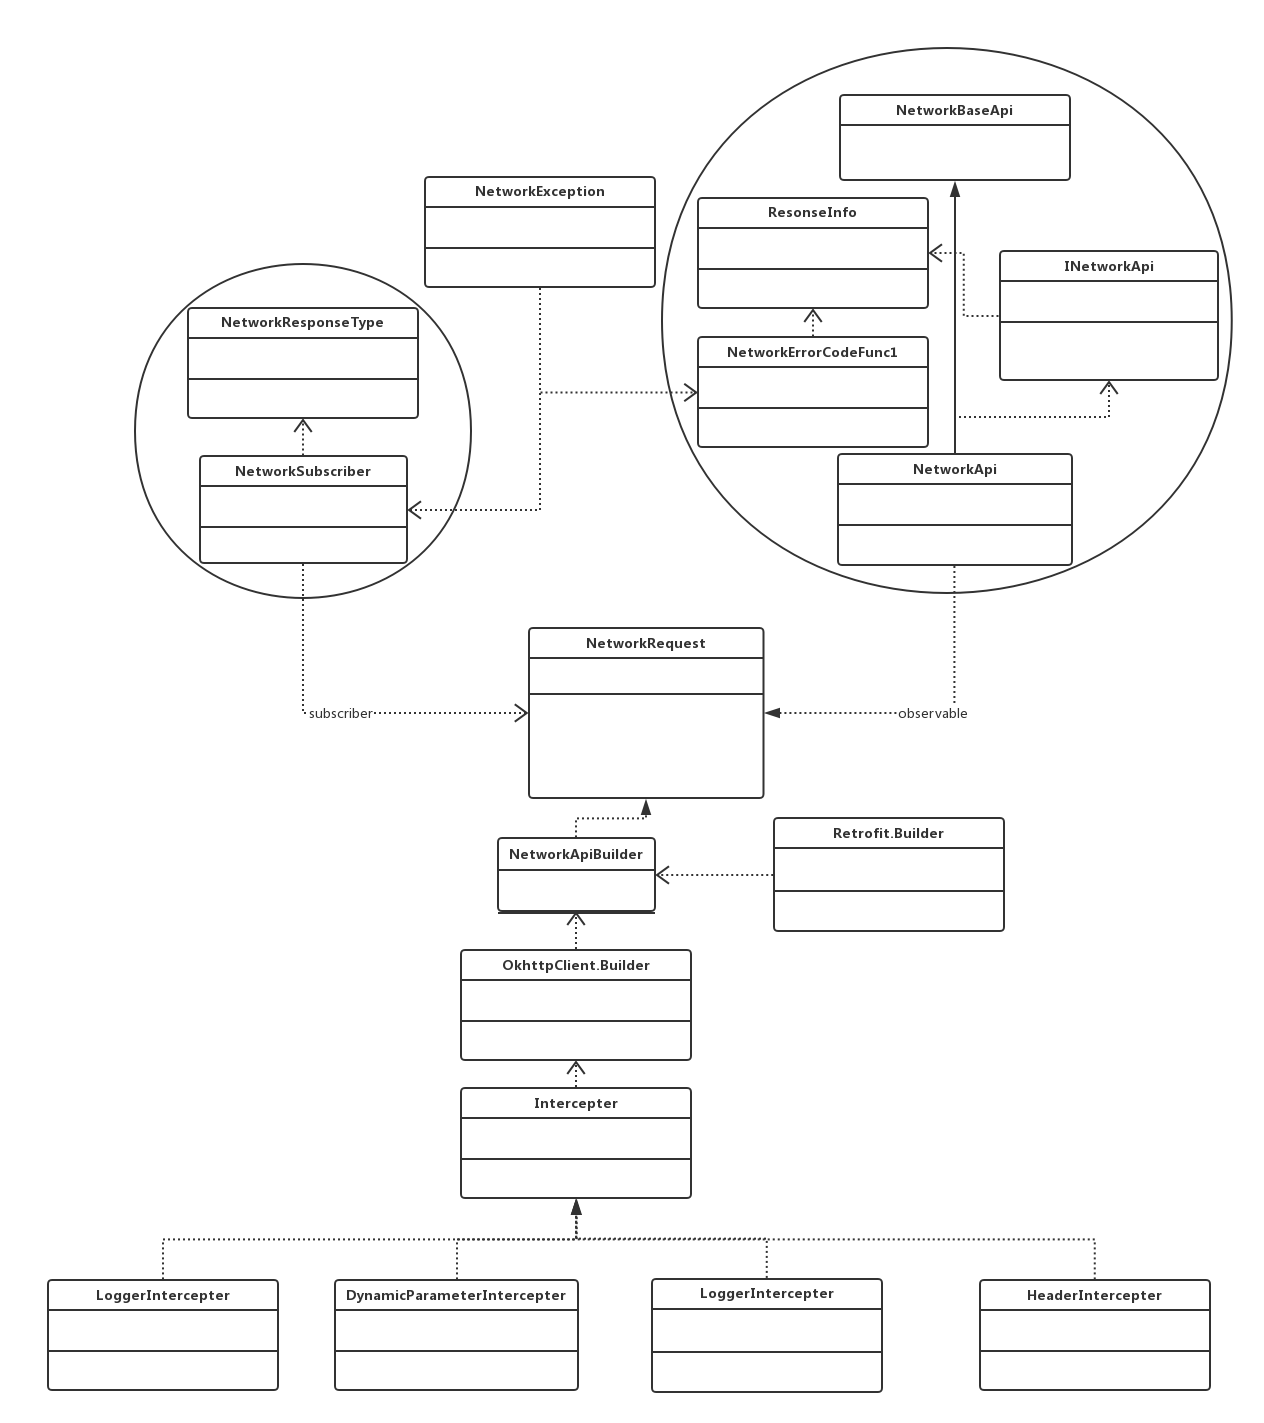 NetworkBaseApi
NetworkException
ResonseInfo
INetworkApi
NetworkResponseType
NetworkErrorCodeFunc1
NetworkSubscriber
NetworkApi
NetworkRequest
subscriber
observable
Retrofit.Builder
NetworkApiBuilder
OkhttpClient.Builder
Intercepter
LoggerIntercepter
DynamicParameterIntercepter
LoggerIntercepter
HeaderIntercepter